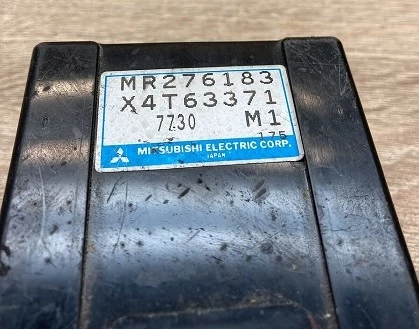 MR276183
X4T63371
7730 M1
175
MITSUBISHI ELECTRIC CORP.
JAPAN